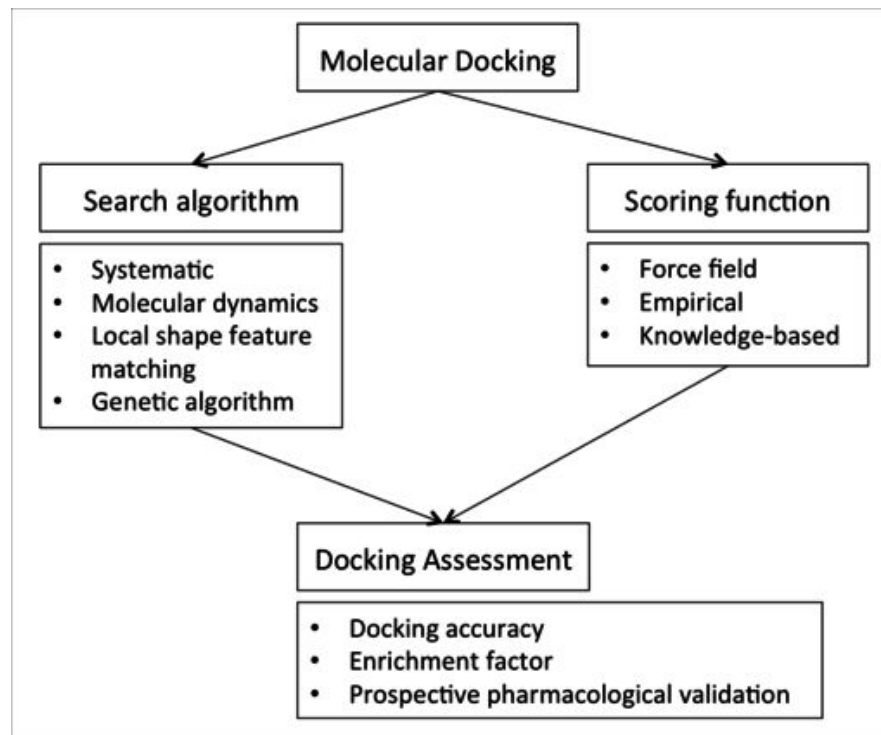 Molecular Docking
Search algorithm
• Systematic
• Molecular dynamics
• Local shape feature
matching
• Genetic algorithm
Scoring function
• Force field
• Empirical
• Knowledge-based
Docking Assessment
• Docking accuracy
• Enrichment factor
• Prospective pharmacological validation